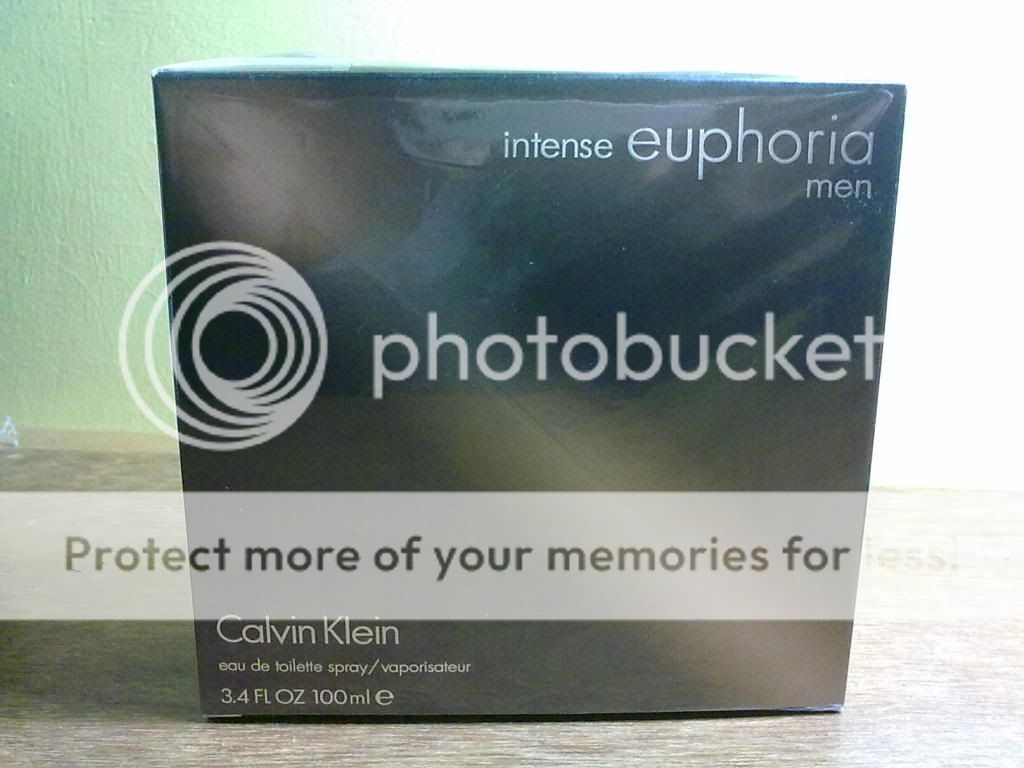 intense euphoria
men
photobucket
Protect more of your memories for less!
Calvin Klein
eau de toilette spray/vaporisateur
3.4 FL OZ 100ml ℮